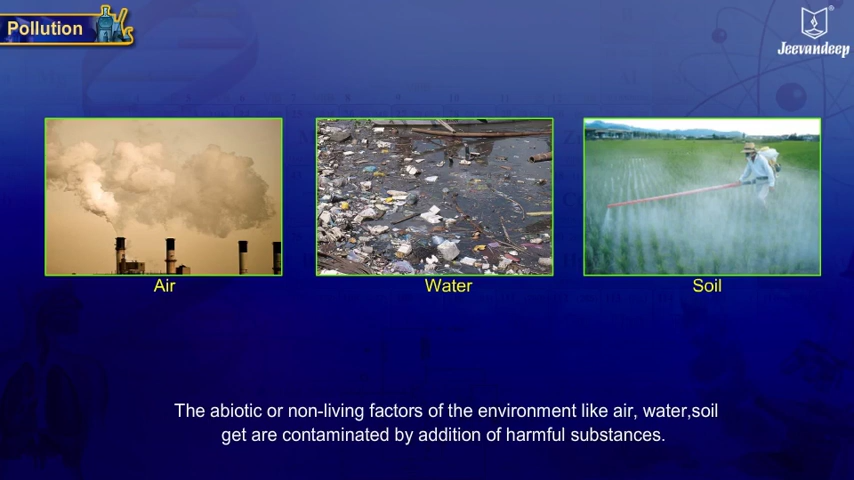 Pollution
Jeevandeep
Air
Water
Soil
The abiotic or non-living factors of the environment like air, water,soil
get are contaminated by addition of harmful substances.